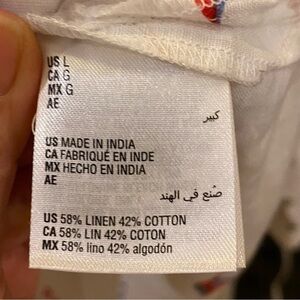 US L
CA G
MX G
AE
كبير
US MADE IN INDIA
CA FABRIQUÉ EN INDE
MX HECHO EN INDIA
AE
صُنع في الهند
US 58% LINEN 42% COTTON
CA 58% LIN 42% COTON
MX 58% lino 42% algodón